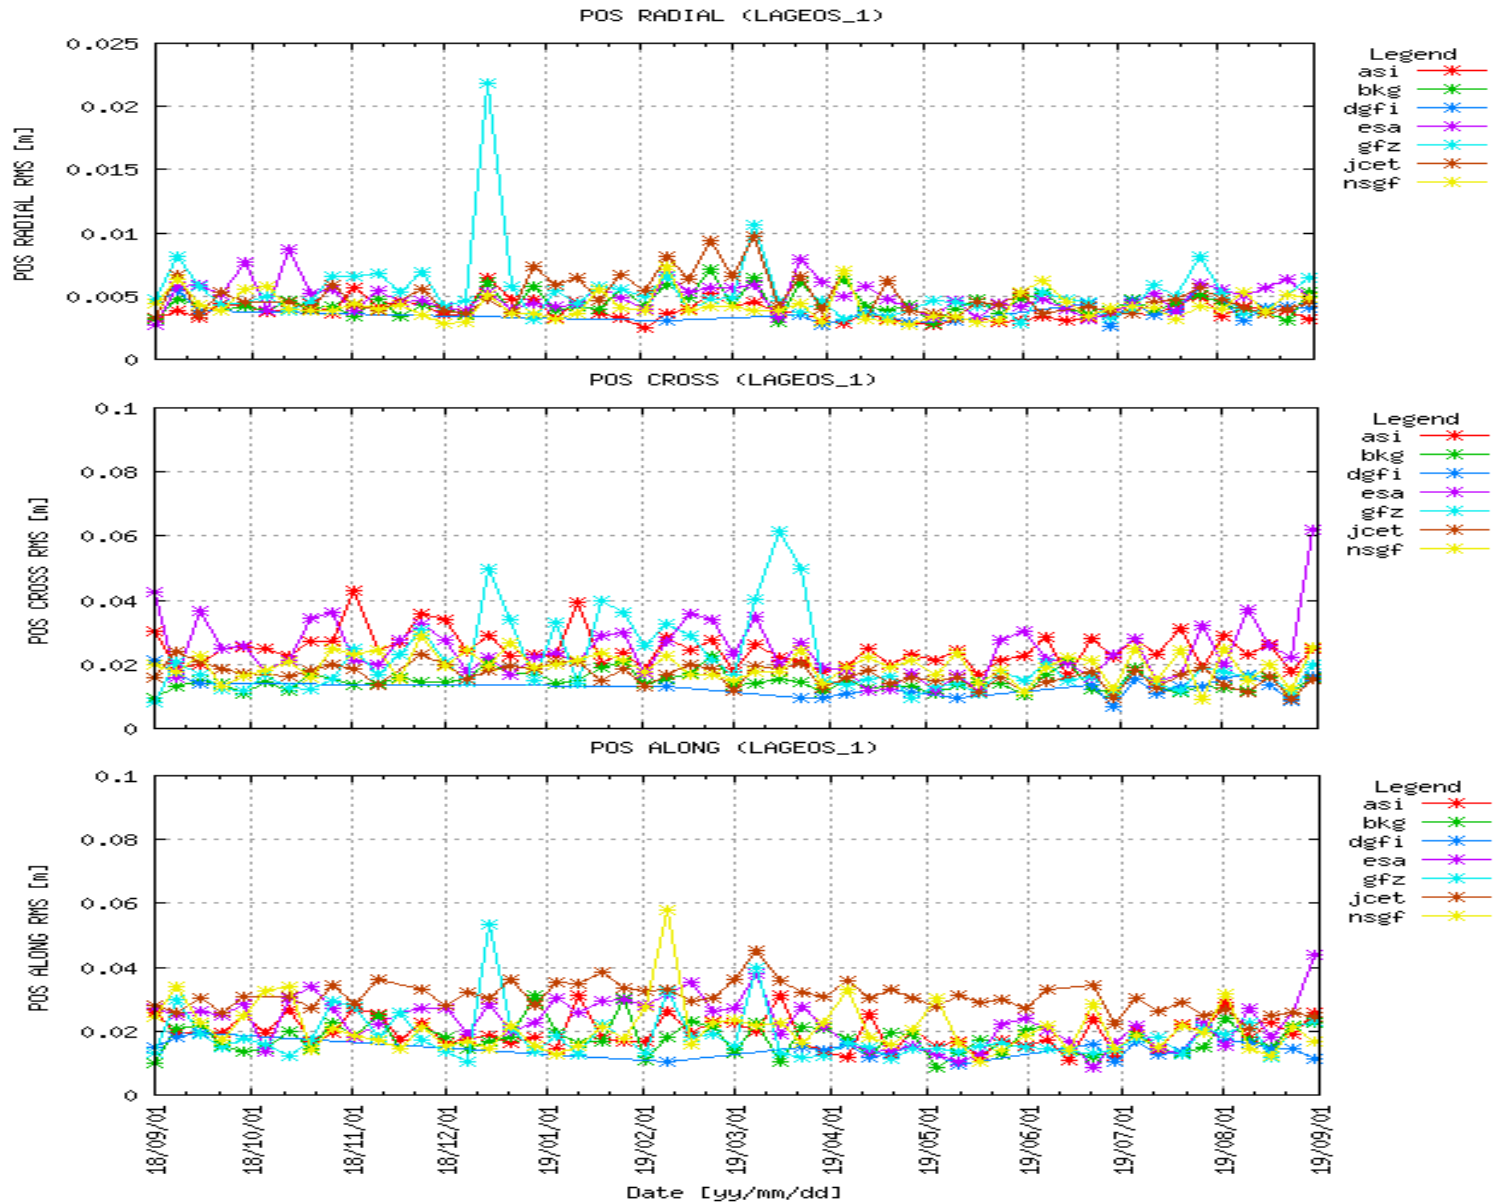 POS RADIAL (LAGEOS_1)
POS RADIAL RMS [m]
0.025
0.02
0.015
0.01
0.005
0
Legend
asi
bkg
dgfi
esa
gfz
jcet
nsgf
POS CROSS (LAGEOS_1)
POS CROSS RMS [m]
0.1
0.08
0.06
0.04
0.02
0
Legend
asi
bkg
dgfi
esa
gfz
jcet
nsgf
POS ALONG (LAGEOS_1)
POS ALONG RMS [m]
0.1
0.08
0.06
0.04
0.02
0
Legend
asi
bkg
dgfi
esa
gfz
jcet
nsgf
18/09/01
18/10/01
18/11/01
18/12/01
19/01/01
19/02/01
19/03/01
19/04/01
19/05/01
19/06/01
19/07/01
19/08/01
19/09/01
Date [yy/mm/dd]